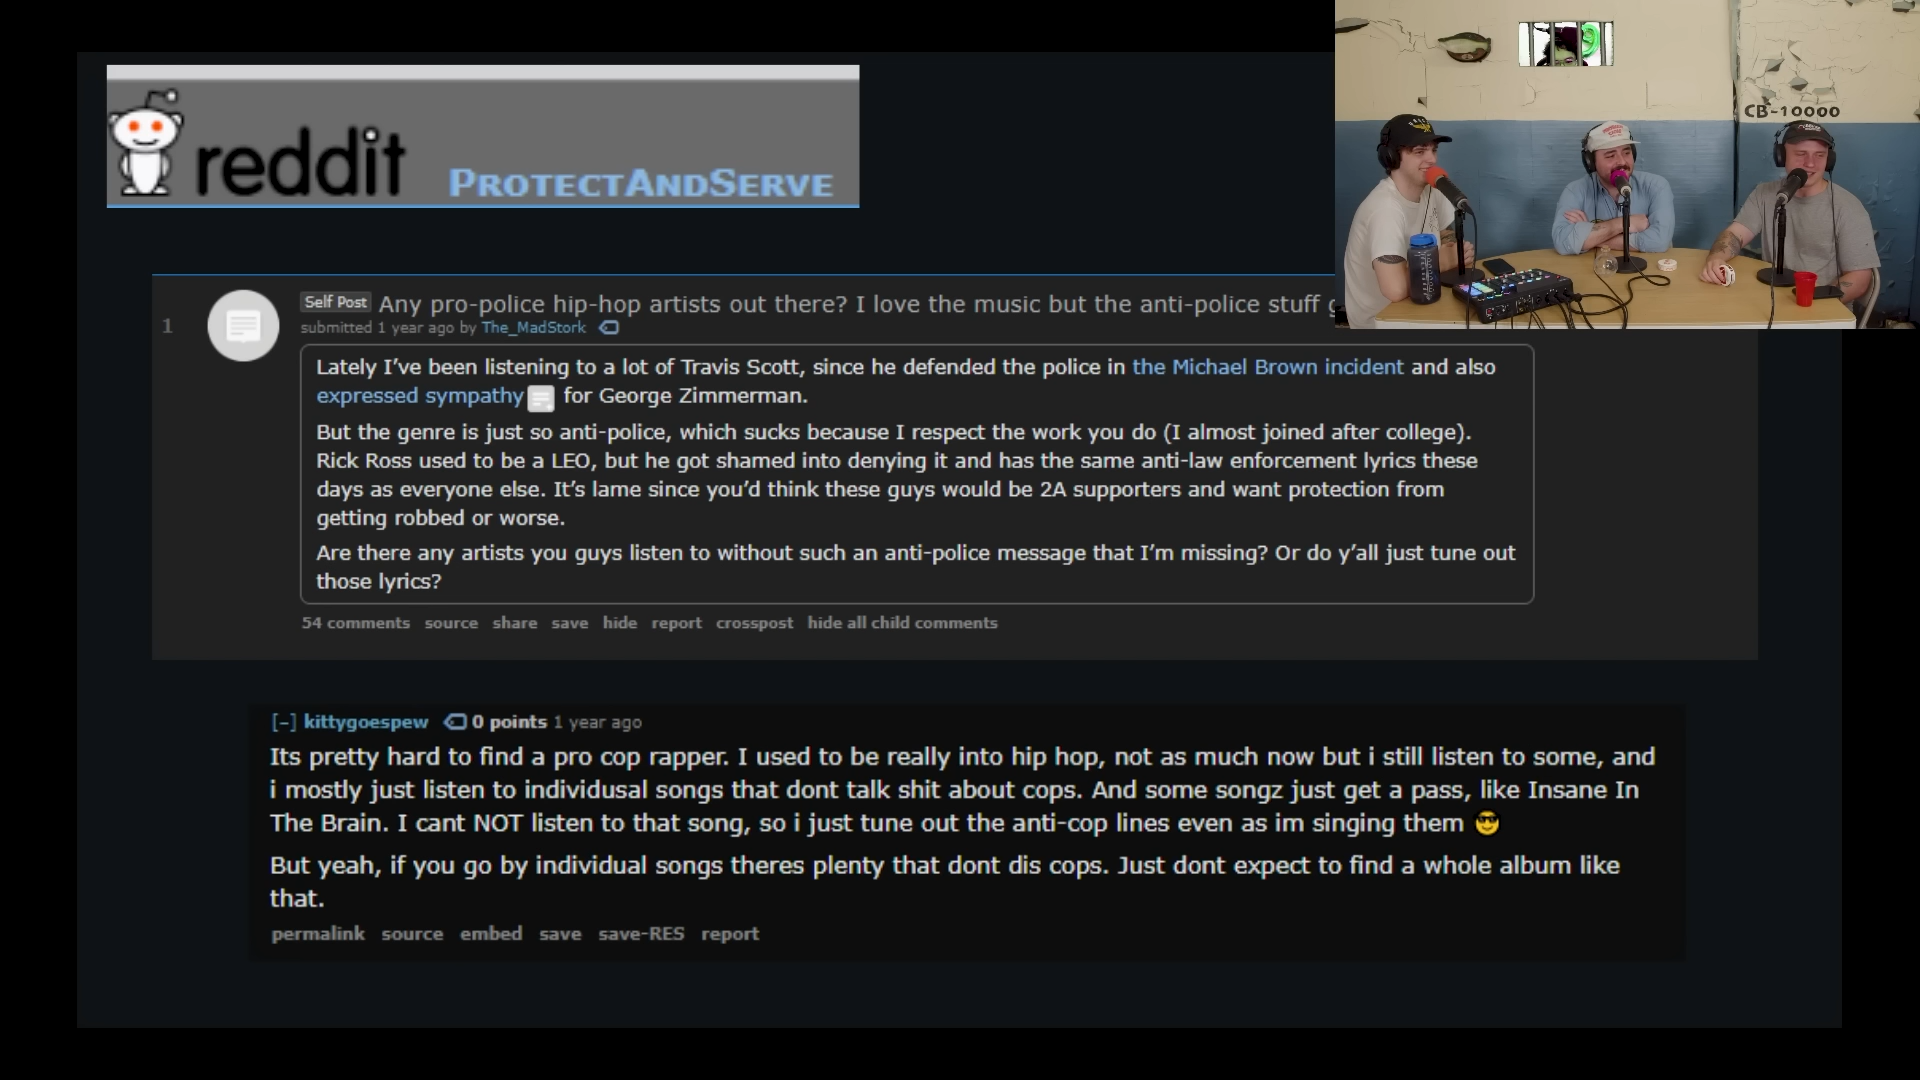 reddit PROTECTANDSERVE
CB-10000
1
Self Post Any pro-police hip-hop artists out there? I love the music but the anti-police stuff
submitted 1 year ago by The_MadStork
Lately I've been listening to a lot of Travis Scott, since he defended the police in the Michael Brown incident and also
expressed sympathy for George Zimmerman.
But the genre is just so anti-police, which sucks because I respect the work you do (I almost joined after college).
Rick Ross used to be a LEO, but he got shamed into denying it and has the same anti-law enforcement lyrics these
days as everyone else. It's lame since you'd think these guys would be 2A supporters and want protection from
getting robbed or worse.
Are there any artists you guys listen to without such an anti-police message that I'm missing? Or do y'all just tune out
those lyrics?
54 comments source share save hide report crosspost hide all child comments
[-] kittygoespew 0 points 1 year ago
Its pretty hard to find a pro cop rapper. I used to be really into hip hop, not as much now but i still listen to some, and
i mostly just listen to individusal songs that dont talk shit about cops. And some songz just get a pass, like Insane In
The Brain. I cant NOT listen to that song, so i just tune out the anti-cop lines even as im singing them 😎
But yeah, if you go by individual songs theres plenty that dont dis cops. Just dont expect to find a whole album like
that.
permalink source embed save save-RES report